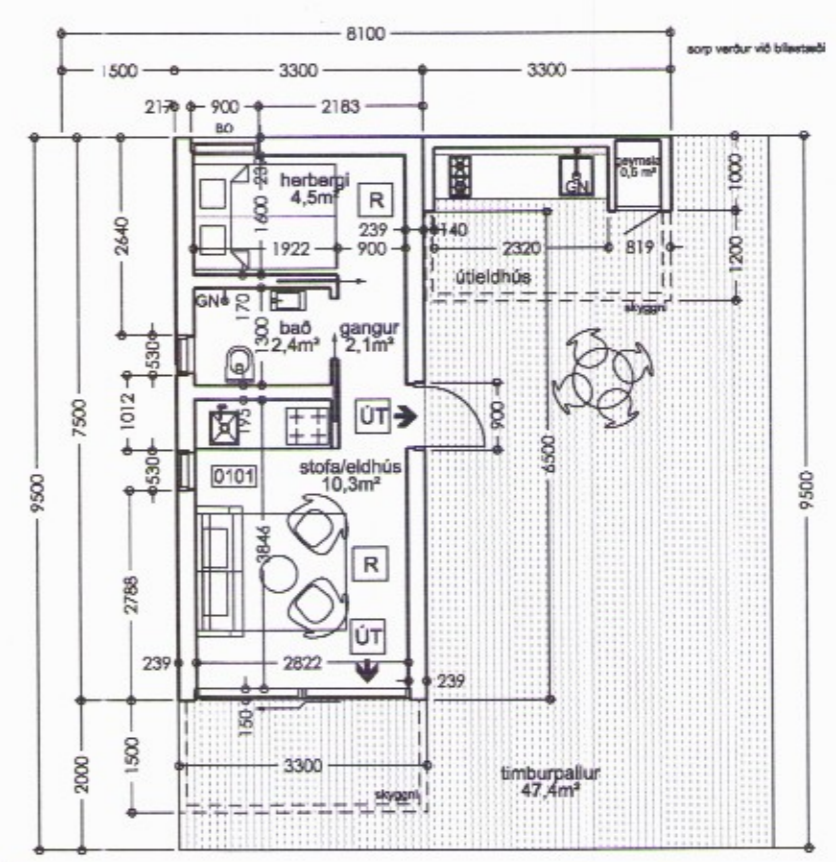 8100
sorp verður við bílastæði
1500
3300
3300
217
900
2183
BO
geymsla
0,6 m²
herbergi
4,5m²
R
1000
GN
1600
239
140
2640
1922
900
2320
819
1200
útieldhús
skyggni
GN
170
bað
2,4m²
gangur
2,1m²
1300
530
ÚT
900
195
1012
7500
6500
9500
9500
stofa/eldhús
10,3m²
0101
530
3846
R
2788
ÚT
239
2822
239
150
1500
2000
3300
skyggni
timburpallur
47,4m²